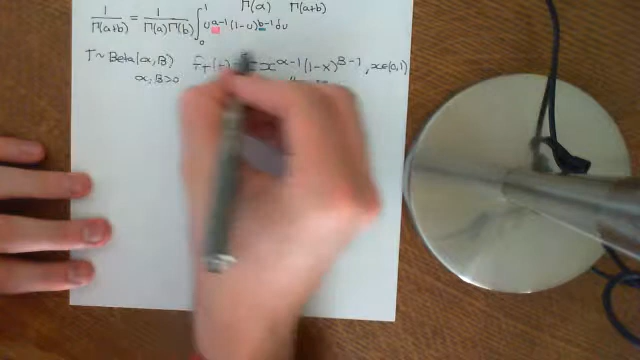 Γ(α) Γ(a+b)
1/Γ(a+b) = 1/(Γ(a)Γ(b)) ∫₀¹ u^(a-1) (1-u)^(b-1) du
T ~ Beta(α, β) x^(α-1) (1-x)^(β-1), x∈(0,1)
α, β > 0